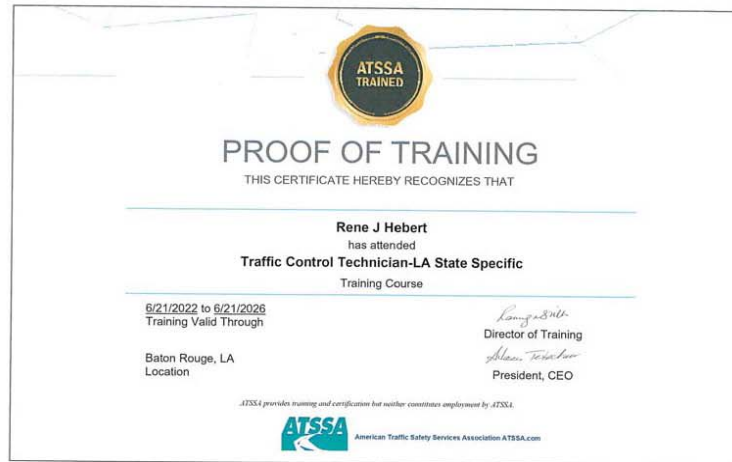 ATSSA
TRAINED
PROOF OF TRAINING
THIS CERTIFICATE HEREBY RECOGNIZES THAT
Rene J Hebert
has attended
Traffic Control Technician-LA State Specific
Training Course
6/21/2022 to 6/21/2026
Training Valid Through
Director of Training
Baton Rouge, LA
Location
President, CEO
ATSSA provides training and certification but neither constitutes employment by ATSSA.
ATSSA
American Traffic Safety Services Association ATSSA.com